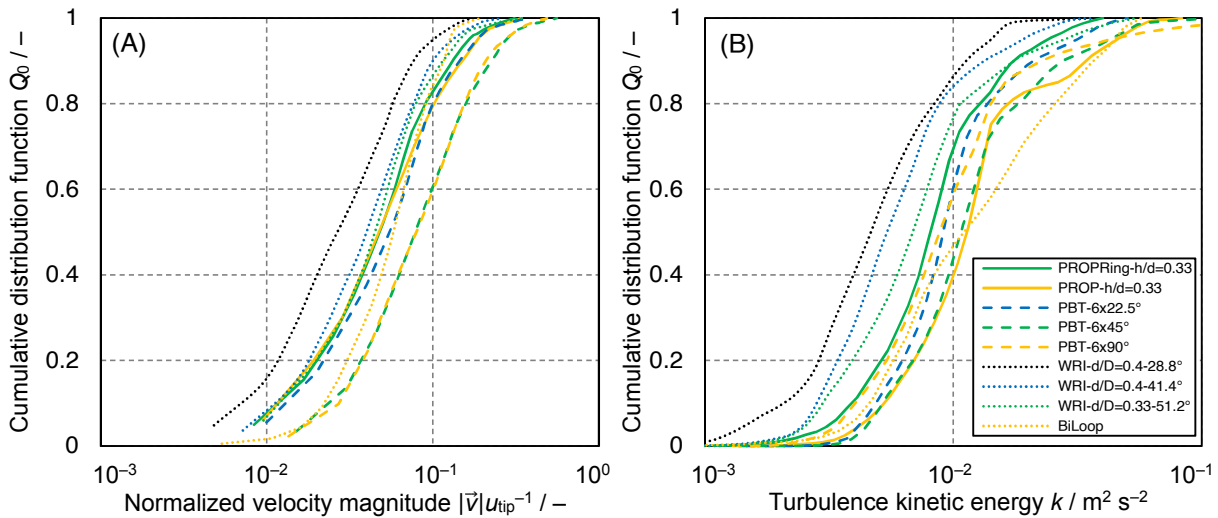 (A)
Cumulative distribution function Q₀ / –
1
0.8
0.6
0.4
0.2
0
10⁻³
10⁻²
10⁻¹
10⁰
Normalized velocity magnitude |v⃗|u_tip⁻¹ / –
(B)
Cumulative distribution function Q₀ / –
1
0.8
0.6
0.4
0.2
0
10⁻³
10⁻²
10⁻¹
Turbulence kinetic energy k / m² s⁻²
PROPRing-h/d=0.33
PROP-h/d=0.33
PBT-6x22.5°
PBT-6x45°
PBT-6x90°
WRI-d/D=0.4-28.8°
WRI-d/D=0.4-41.4°
WRI-d/D=0.33-51.2°
BiLoop